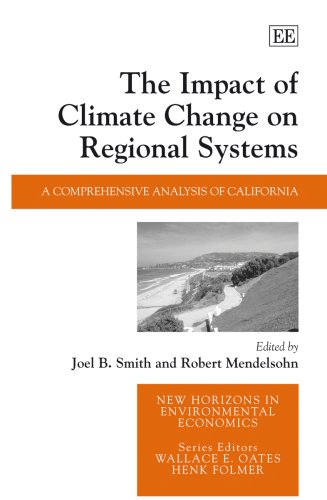 EE
The Impact of
Climate Change on
Regional Systems
A COMPREHENSIVE ANALYSIS OF CALIFORNIA
Edited by
Joel B. Smith and Robert Mendelsohn
NEW HORIZONS IN
ENVIRONMENTAL
ECONOMICS
Series Editors
WALLACE E. OATES
HENK FOLMER